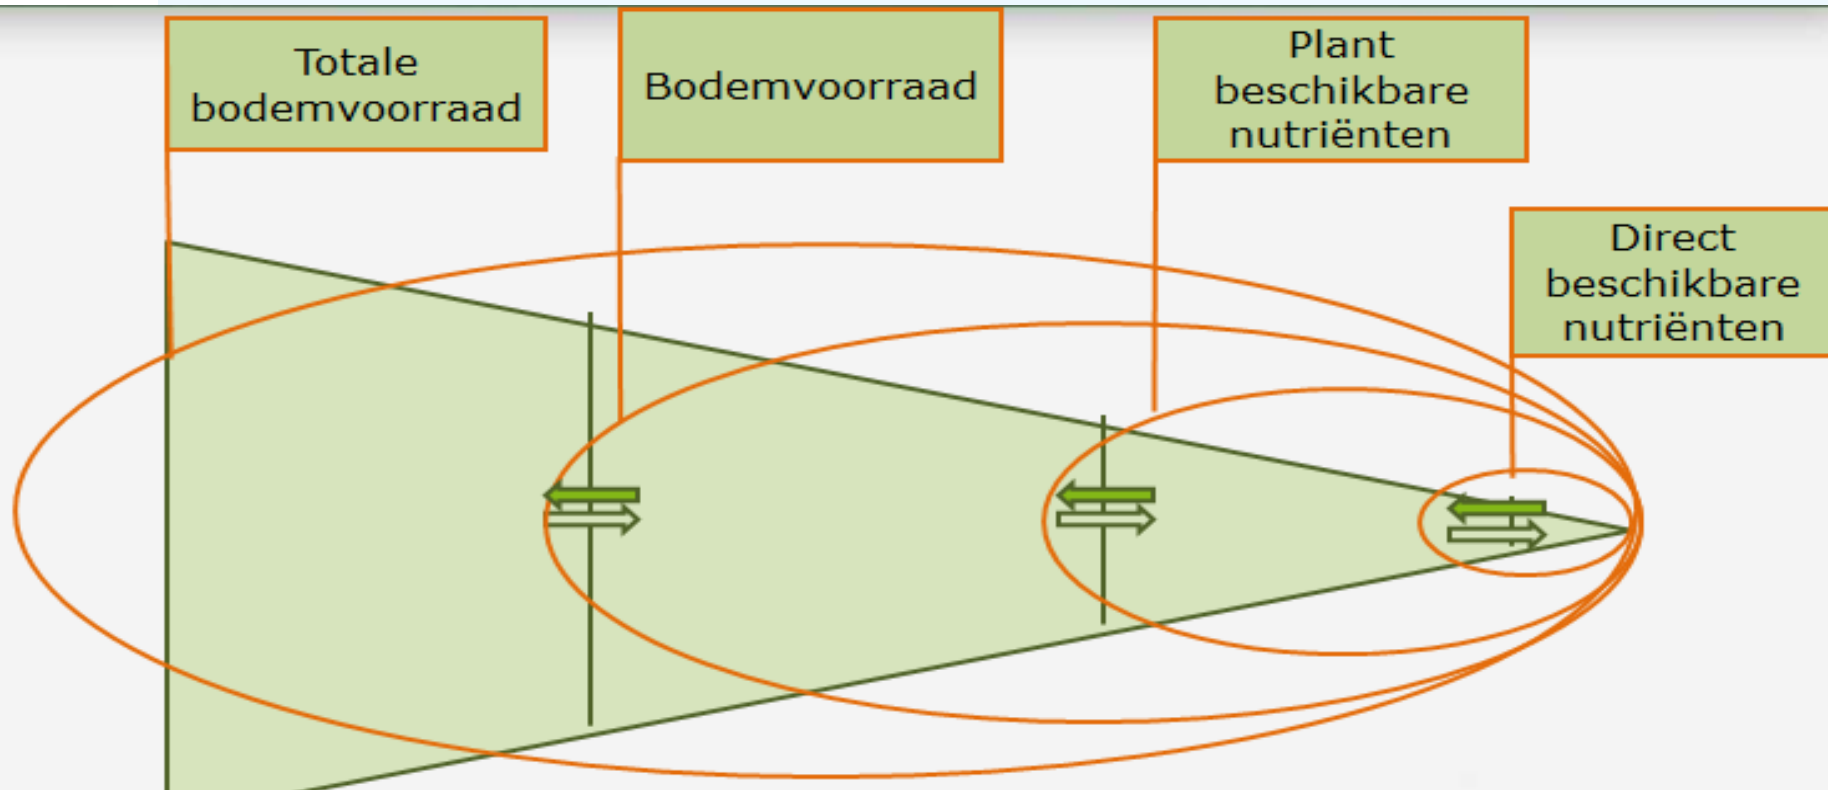 Totale
bodemvoorraad
Bodemvoorraad
Plant
beschikbare
nutriënten
Direct
beschikbare
nutriënten